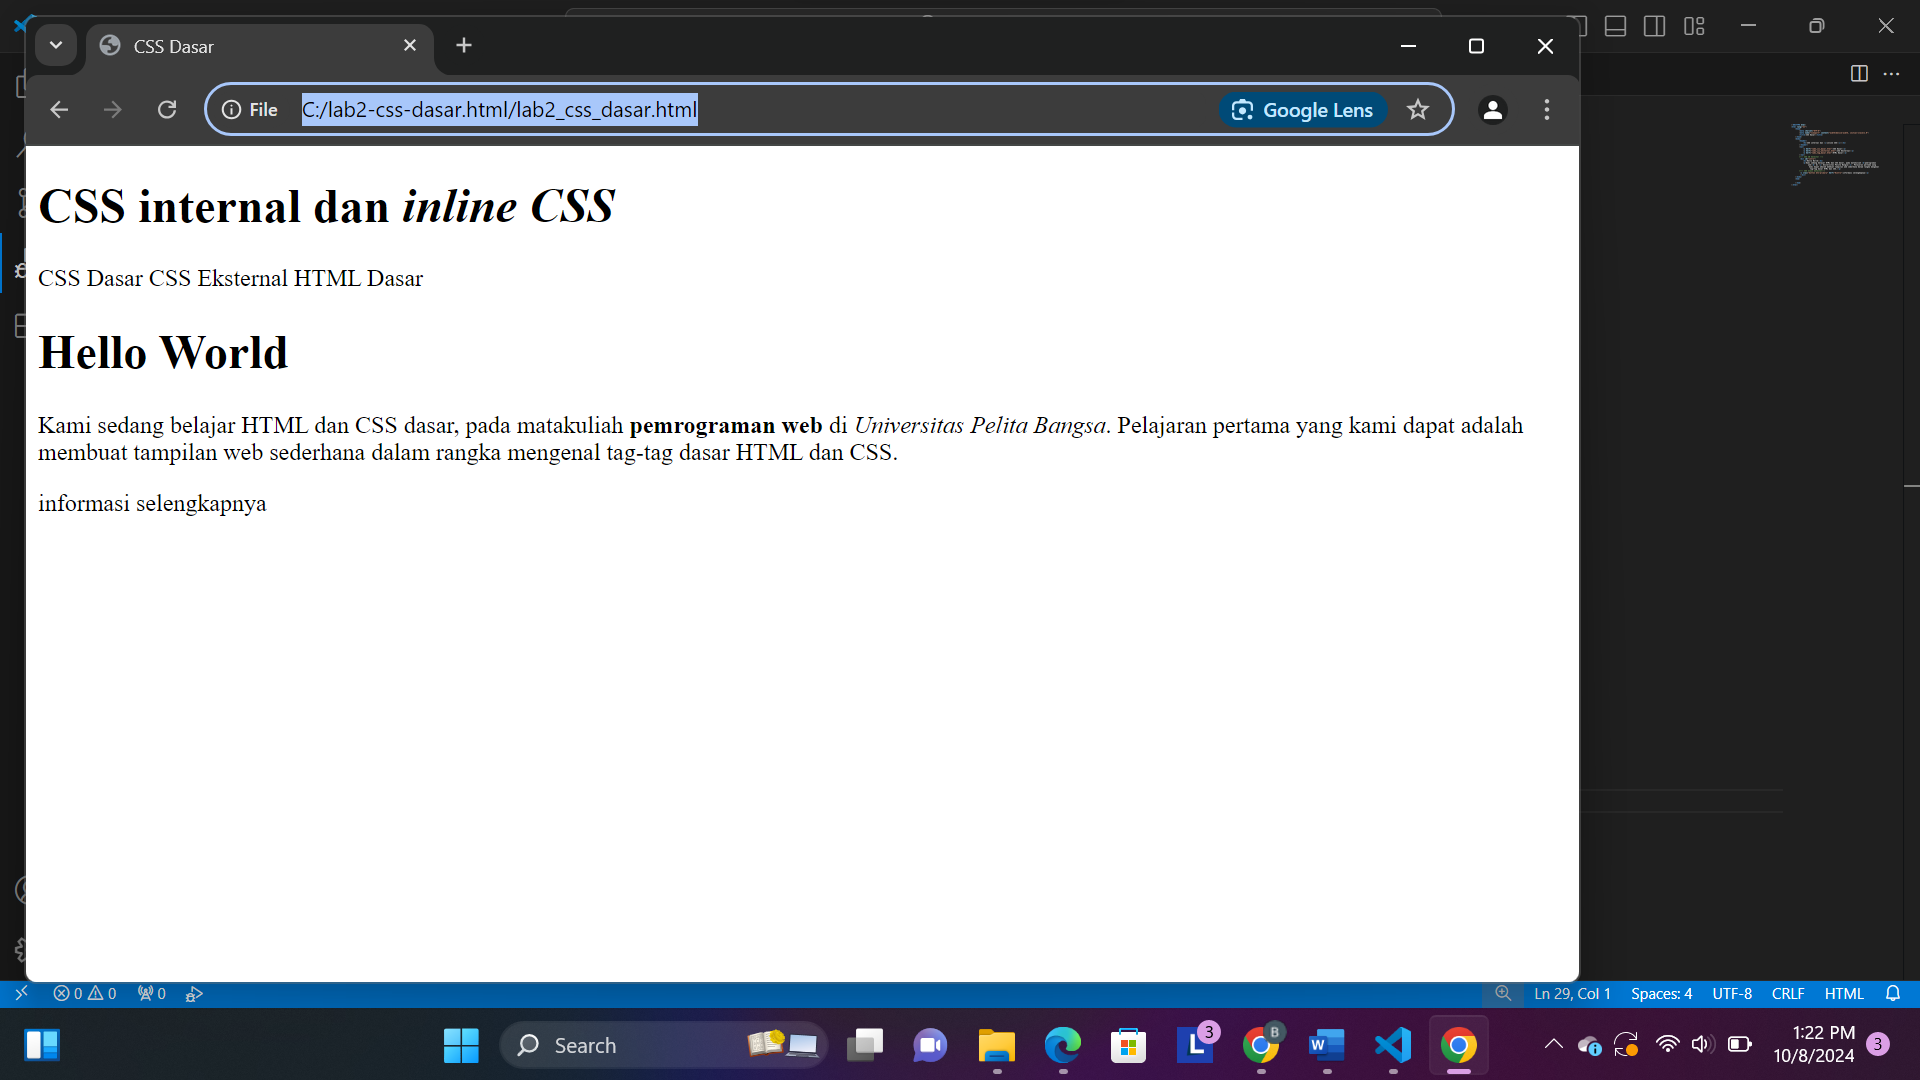 CSS Dasar
File C:/lab2-css-dasar.html/lab2_css_dasar.html Google Lens
CSS internal dan inline CSS
CSS Dasar CSS Eksternal HTML Dasar
Hello World
Kami sedang belajar HTML dan CSS dasar, pada matakuliah pemrograman web di Universitas Pelita Bangsa. Pelajaran pertama yang kami dapat adalah
membuat tampilan web sederhana dalam rangka mengenal tag-tag dasar HTML dan CSS.
informasi selengkapnya
0 0 0 Ln 29, Col 1 Spaces: 4 UTF-8 CRLF HTML
Search L 3 B W 1:22 PM 3
10/8/2024